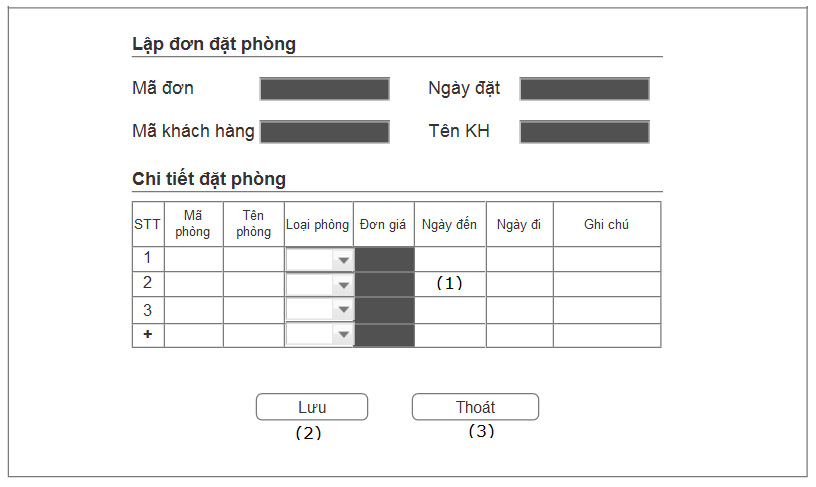 Lập đơn đặt phòng
Mã đơn Ngày đặt
Mã khách hàng Tên KH
Chi tiết đặt phòng
STT Mã phòng Tên phòng Loại phòng Đơn giá Ngày đến Ngày đi Ghi chú
1
2 (1)
3
+
Lưu Thoát
(2) (3)